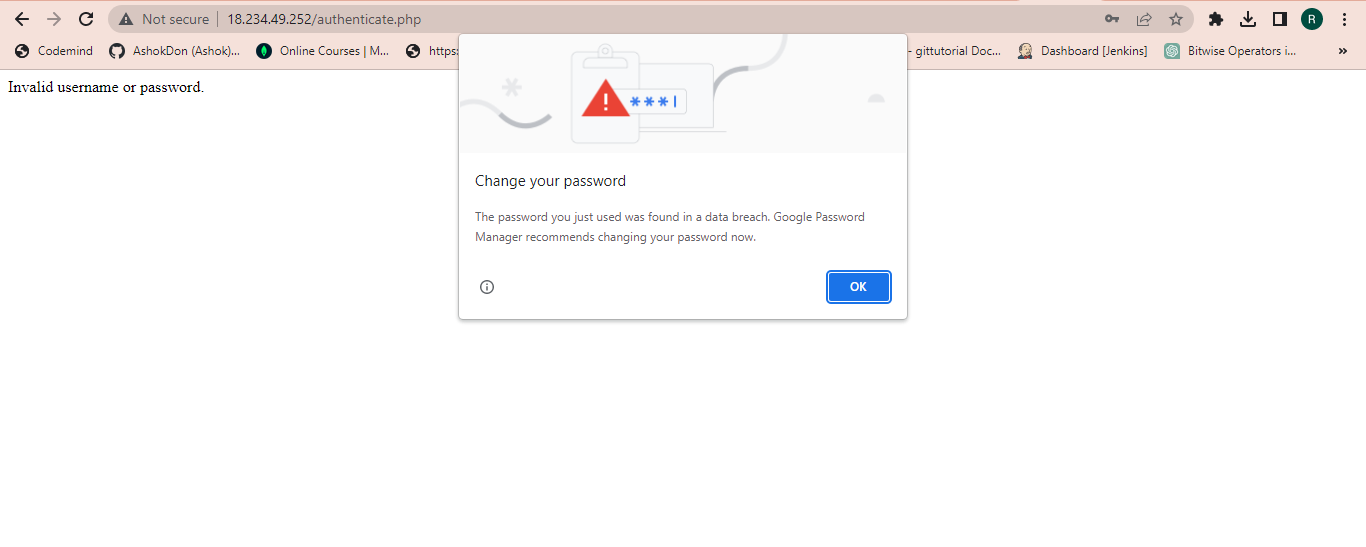 Not secure | 18.234.49.252/authenticate.php R
Codemind AshokDon (Ashok)... Online Courses | M... https: - gittutorial Doc... Dashboard [Jenkins] Bitwise Operators i... »
Invalid username or password.
***|
Change your password
The password you just used was found in a data breach. Google Password
Manager recommends changing your password now.
OK